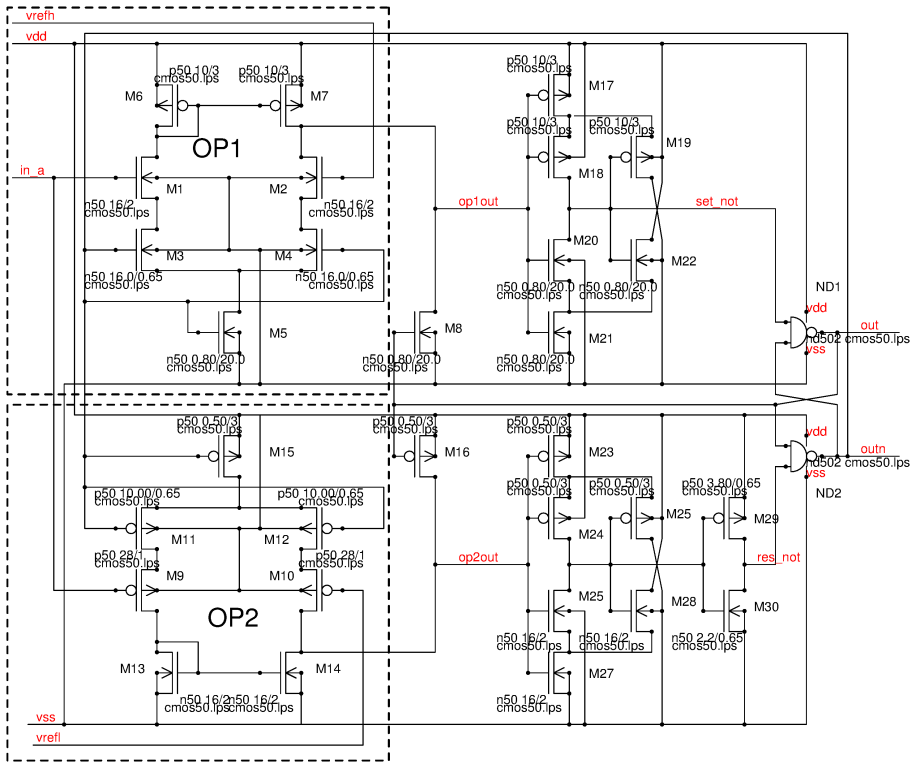 vrefh
vdd
p50 10/3
cmos50.lps
p50 10/3
cmos50.lps
M6
M7
OP1
in_a
M1
M2
n50 16/2
cmos50.lps
n50 16/2
cmos50.lps
M3
M4
n50 16.0/0.65
cmos50.lps
n50 16.0/0.65
cmos50.lps
M5
n50 0.80/20.0
cmos50.lps
op1out
M8
n50 0.80/20.0
cmos50.lps
p50 10/3
cmos50.lps
M17
p50 10/3
cmos50.lps
p50 10/3
cmos50.lps
M18
M19
set_not
M20
M22
n50 0.80/20.0
cmos50.lps
n50 0.80/20.0
cmos50.lps
M21
n50 0.80/20.0
cmos50.lps
ND1
vdd
out
nd502 cmos50.lps
vss
p50 0.50/3
cmos50.lps
M15
p50 0.50/3
cmos50.lps
M16
p50 10.00/0.65
cmos50.lps
p50 10.00/0.65
cmos50.lps
M11
M12
p50 28/1
cmos50.lps
p50 28/1
cmos50.lps
M9
M10
OP2
M13
M14
n50 16/2
cmos50.lps
n50 16/2
cmos50.lps
vss
vrefl
op2out
p50 0.50/3
cmos50.lps
M23
p50 0.50/3
cmos50.lps
p50 0.50/3
cmos50.lps
p50 3.80/0.65
cmos50.lps
M24
M25
M29
res_not
M25
M28
M30
n50 16/2
cmos50.lps
n50 16/2
cmos50.lps
n50 2.2/0.65
cmos50.lps
M27
n50 16/2
cmos50.lps
vdd
outn
nd502 cmos50.lps
vss
ND2